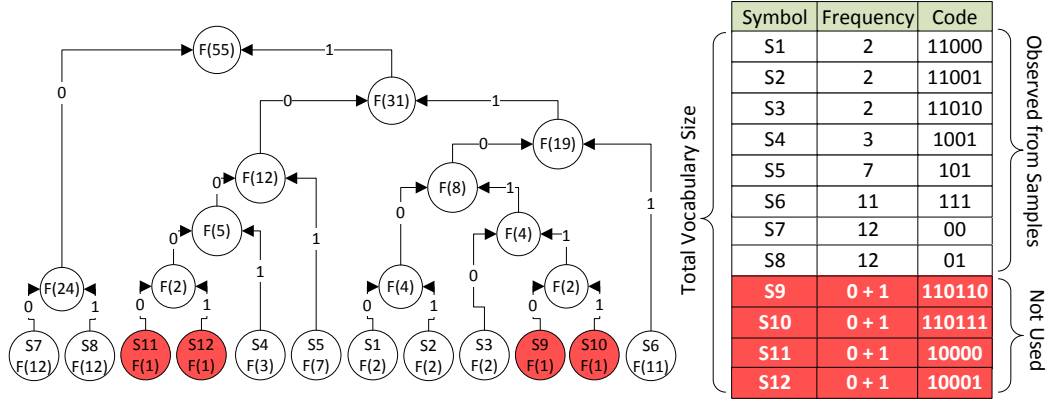 F(55)
0
1
F(31)
0
1
F(19)
0
1
F(12)
0
1
F(8)
0
1
F(5)
0
1
F(4)
0
1
F(24)
0
1
F(2)
0
1
F(4)
0
1
F(2)
0
1
S7
F(12)
S8
F(12)
S11
F(1)
S12
F(1)
S4
F(3)
S5
F(7)
S1
F(2)
S2
F(2)
S3
F(2)
S9
F(1)
S10
F(1)
S6
F(11)
Total Vocabulary Size
Symbol Frequency Code
S1 2 11000
S2 2 11001
S3 2 11010
S4 3 1001
S5 7 101
S6 11 111
S7 12 00
S8 12 01
S9 0 + 1 110110
S10 0 + 1 110111
S11 0 + 1 10000
S12 0 + 1 10001
Observed from Samples
Not Used